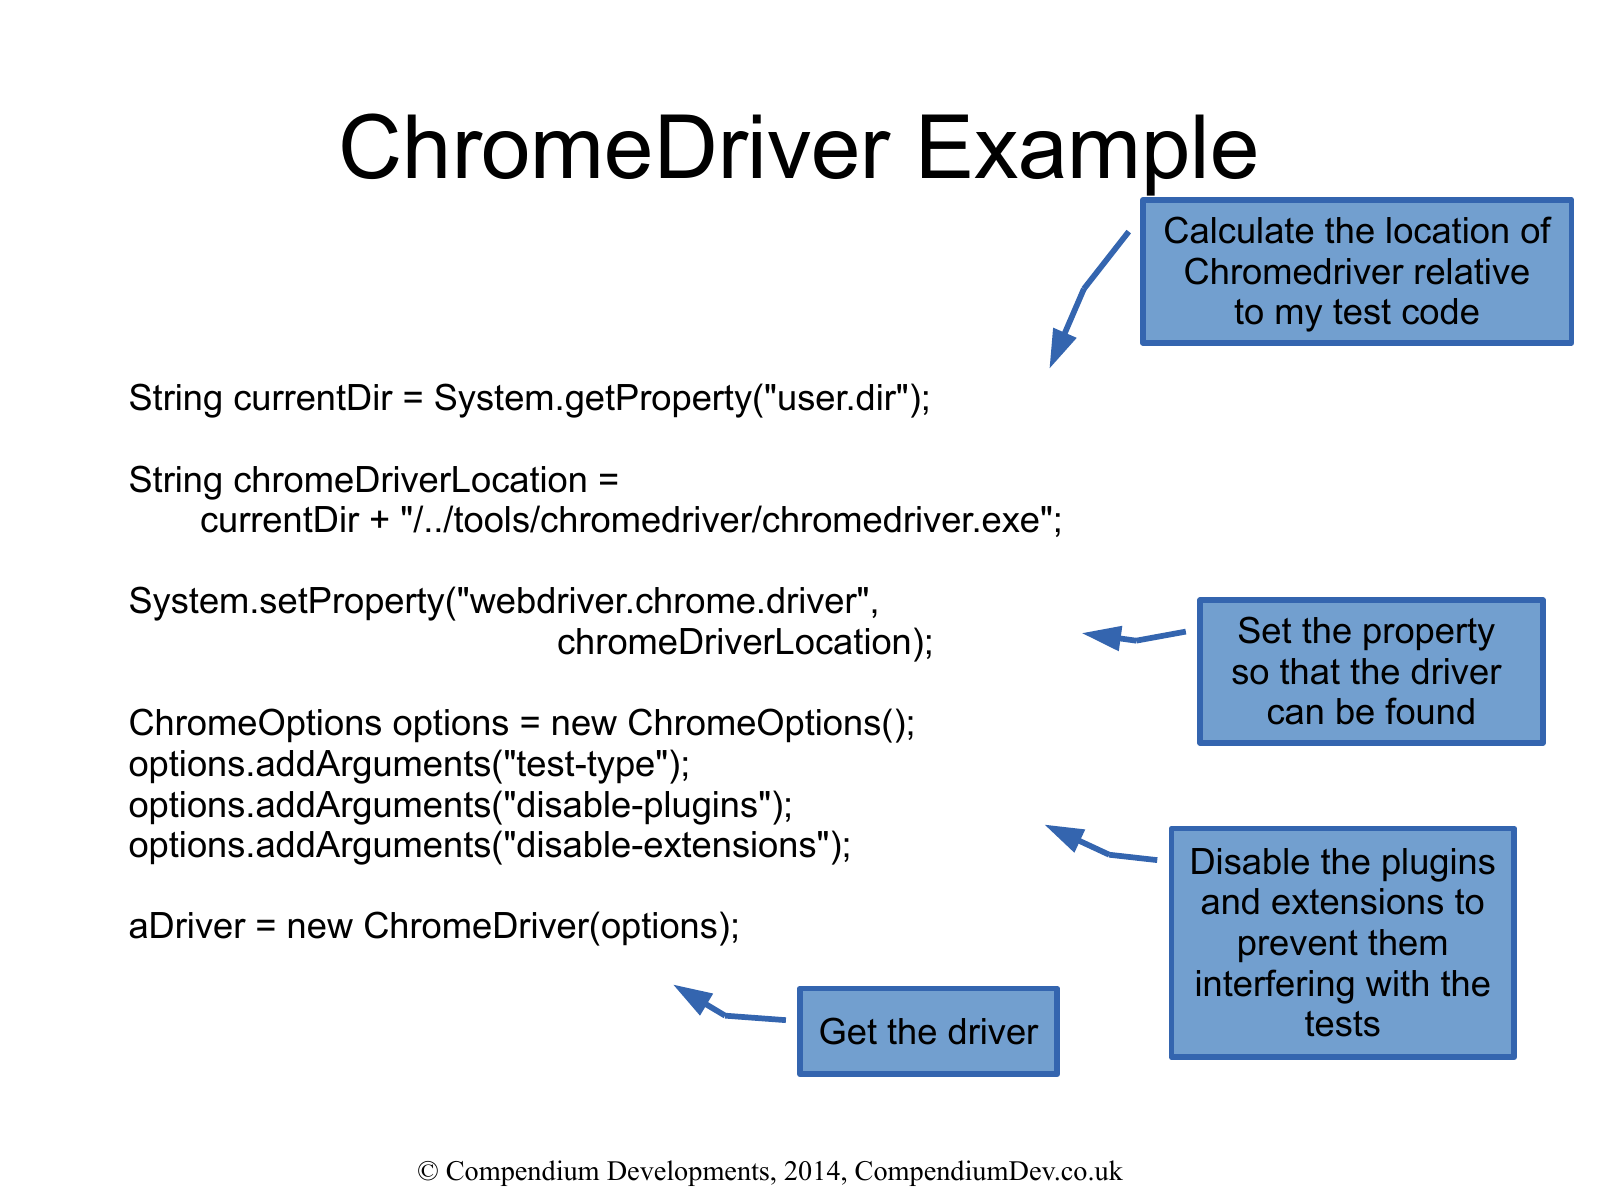 ChromeDriver Example
Calculate the location of
Chromedriver relative
to my test code
String currentDir = System.getProperty("user.dir");
String chromeDriverLocation =
currentDir + "/../tools/chromedriver/chromedriver.exe";
System.setProperty("webdriver.chrome.driver",
chromeDriverLocation);
Set the property
so that the driver
can be found
ChromeOptions options = new ChromeOptions();
options.addArguments("test-type");
options.addArguments("disable-plugins");
options.addArguments("disable-extensions");
Disable the plugins
and extensions to
prevent them
interfering with the
tests
aDriver = new ChromeDriver(options);
Get the driver
© Compendium Developments, 2014, CompendiumDev.co.uk